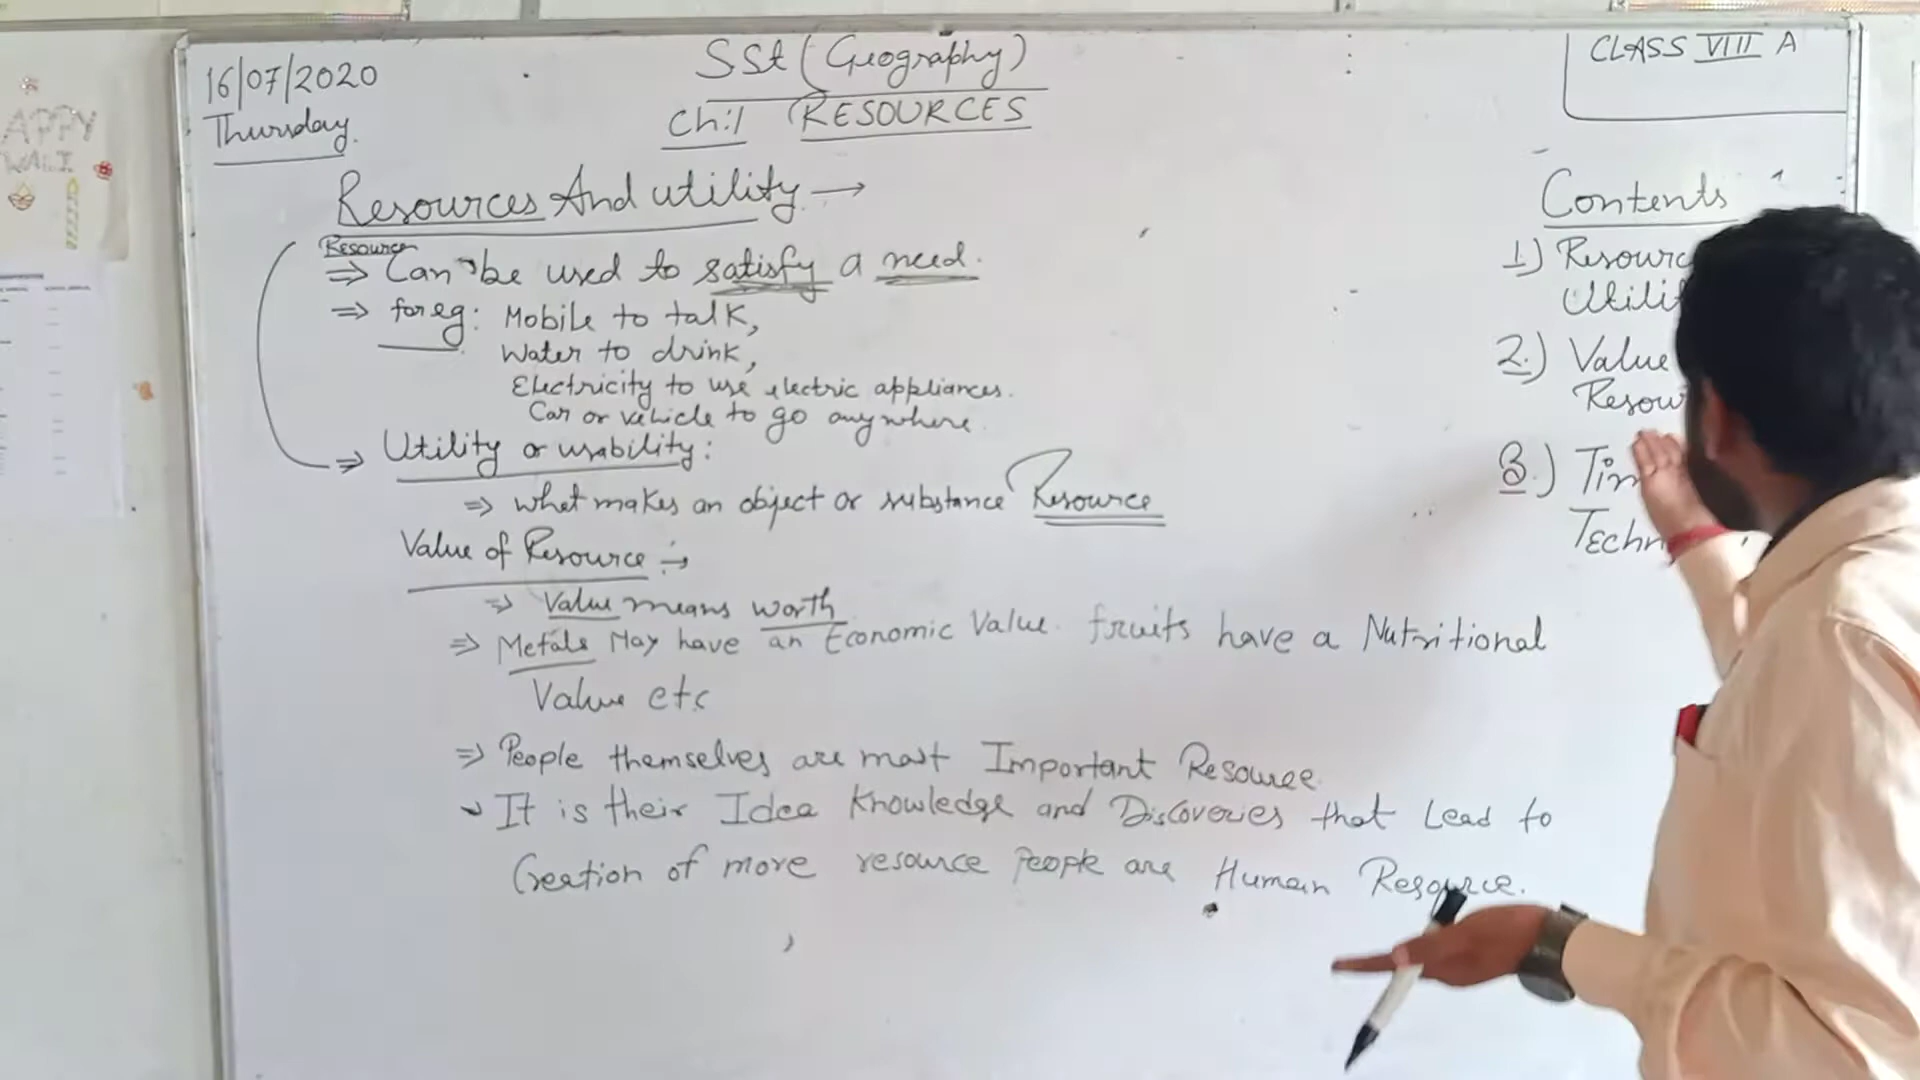 16/07/2020
Thursday.
SSt (Geography)
Ch:1 RESOURCES
CLASS VIII A
Resources And utility →
Resource
⇒ Can be used to satisfy a need.
⇒ for eg: Mobile to talk,
Water to drink,
Electricity to use electric appliances.
Car or vehicle to go anywhere.
⇒ Utility or usability:
⇒ what makes an object or substance Resource
Value of Resource :→
⇒ Value means worth
⇒ Metals May have an Economic Value. fruits have a Nutritional
Value etc
⇒ People themselves are most Important Resource.
It is their Idea Knowledge and Discoveries that Lead to
Creation of more resource People are Human Resource.
Contents
1.)
2.) Value
3.)
APPY